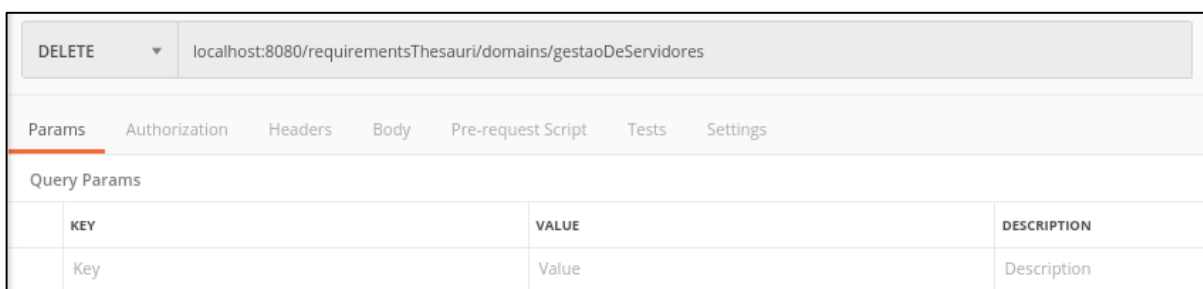 DELETE localhost:8080/requirementsThesauri/domains/gestaoDeServidores
Params Authorization Headers Body Pre-request Script Tests Settings
Query Params
KEY VALUE DESCRIPTION
Key Value Description